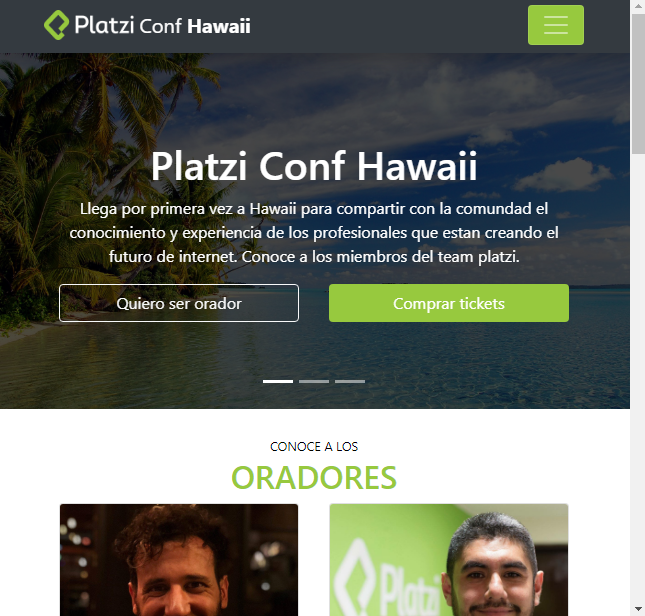 Platzi Conf Hawaii
Platzi Conf Hawaii
Llega por primera vez a Hawaii para compartir con la comundad el
conocimiento y experiencia de los profesionales que estan creando el
futuro de internet. Conoce a los miembros del team platzi.
Quiero ser orador
Comprar tickets
CONOCE A LOS
ORADORES
Platzi